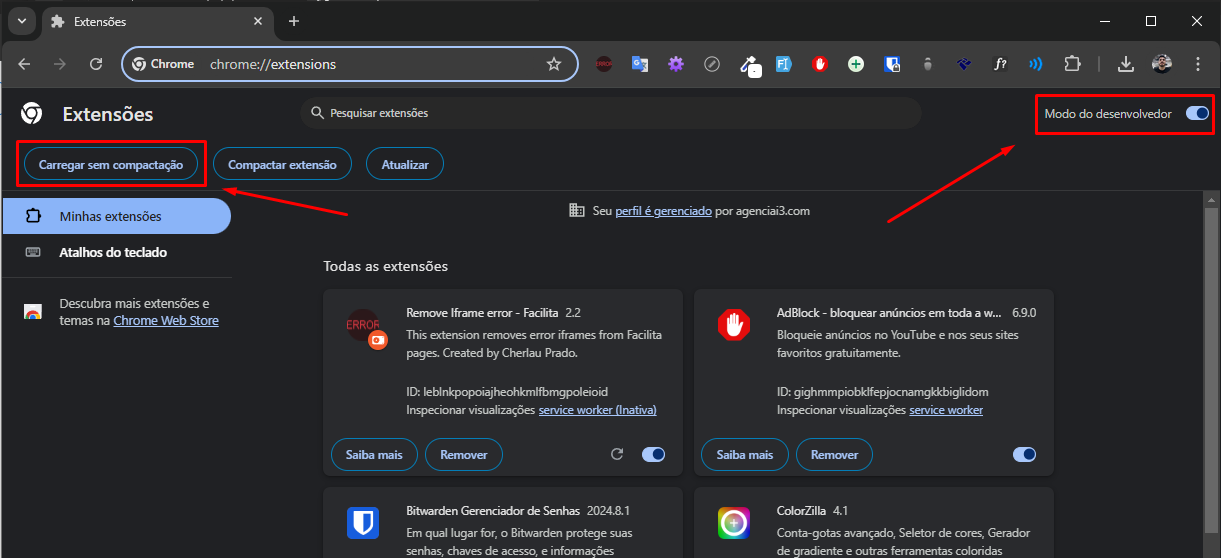 Extensões
Chrome
chrome://extensions
Extensões
Pesquisar extensões
Modo do desenvolvedor
Carregar sem compactação
Compactar extensão
Atualizar
Minhas extensões
Atalhos do teclado
Descubra mais extensões e
temas na Chrome Web Store
Seu perfil é gerenciado por agenciai3.com
Todas as extensões
ERROR
Remove Iframe error - Facilita 2.2
This extension removes error iframes from Facilita
pages. Created by Cherlau Prado.
ID: leblnkpopoiajheohkmlfbmgpoleioid
Inspecionar visualizações service worker (Inativa)
Saiba mais
Remover
AdBlock - bloquear anúncios em toda a w... 6.9.0
Bloqueie anúncios no YouTube e nos seus sites
favoritos gratuitamente.
ID: gighmmpiobklfepjocnamgkkbiglidom
Inspecionar visualizações service worker
Saiba mais
Remover
Bitwarden Gerenciador de Senhas 2024.8.1
Em qual lugar for, o Bitwarden protege suas
senhas, chaves de acesso, e informações
ColorZilla 4.1
Conta-gotas avançado, Seletor de cores, Gerador
de gradiente e outras ferramentas coloridas